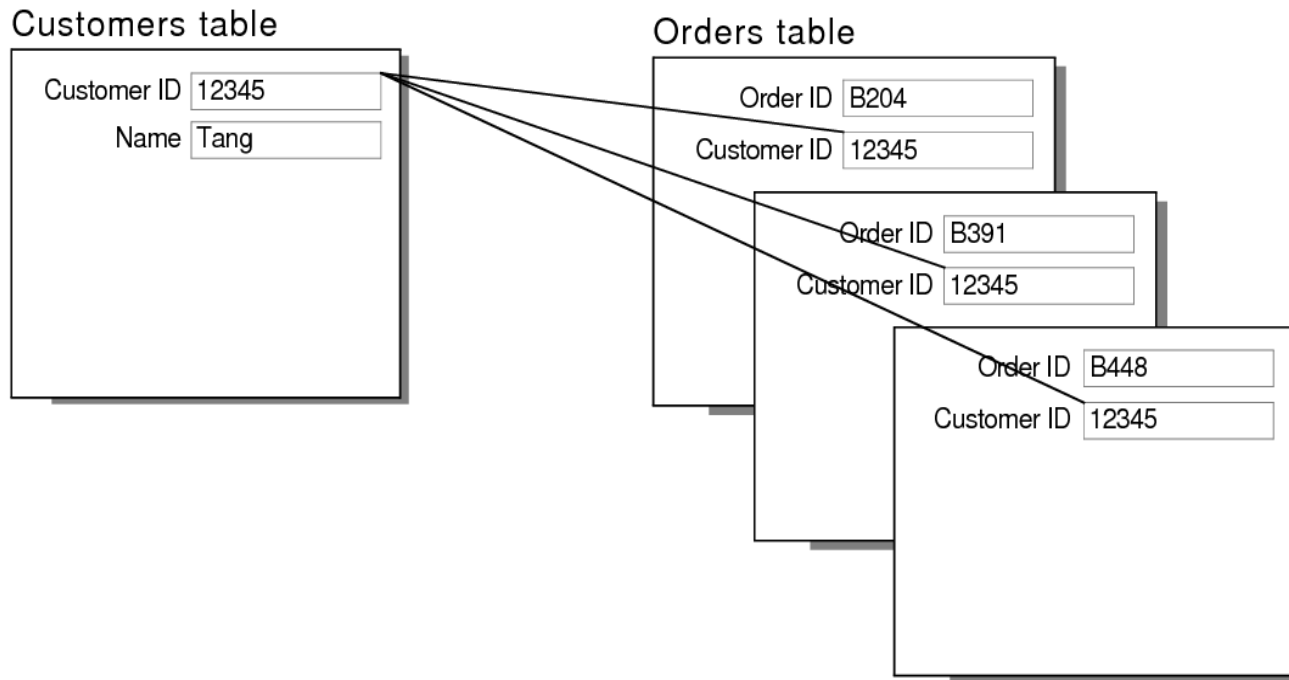 Customers table
Customer ID 12345
Name Tang
Orders table
Order ID B204
Customer ID 12345
Order ID B391
Customer ID 12345
Order ID B448
Customer ID 12345